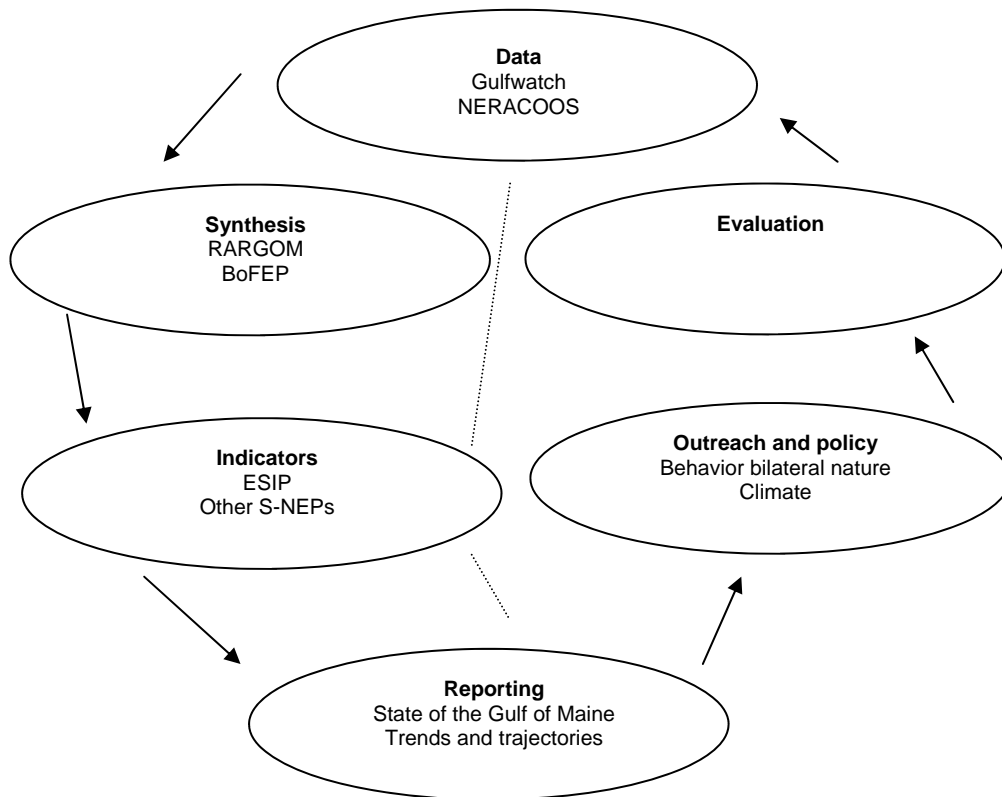 Data
Gulfwatch
NERACOOS
Synthesis
RARGOM
BoFEP
Evaluation
Indicators
ESIP
Other S-NEPs
Outreach and policy
Behavior bilateral nature
Climate
Reporting
State of the Gulf of Maine
Trends and trajectories